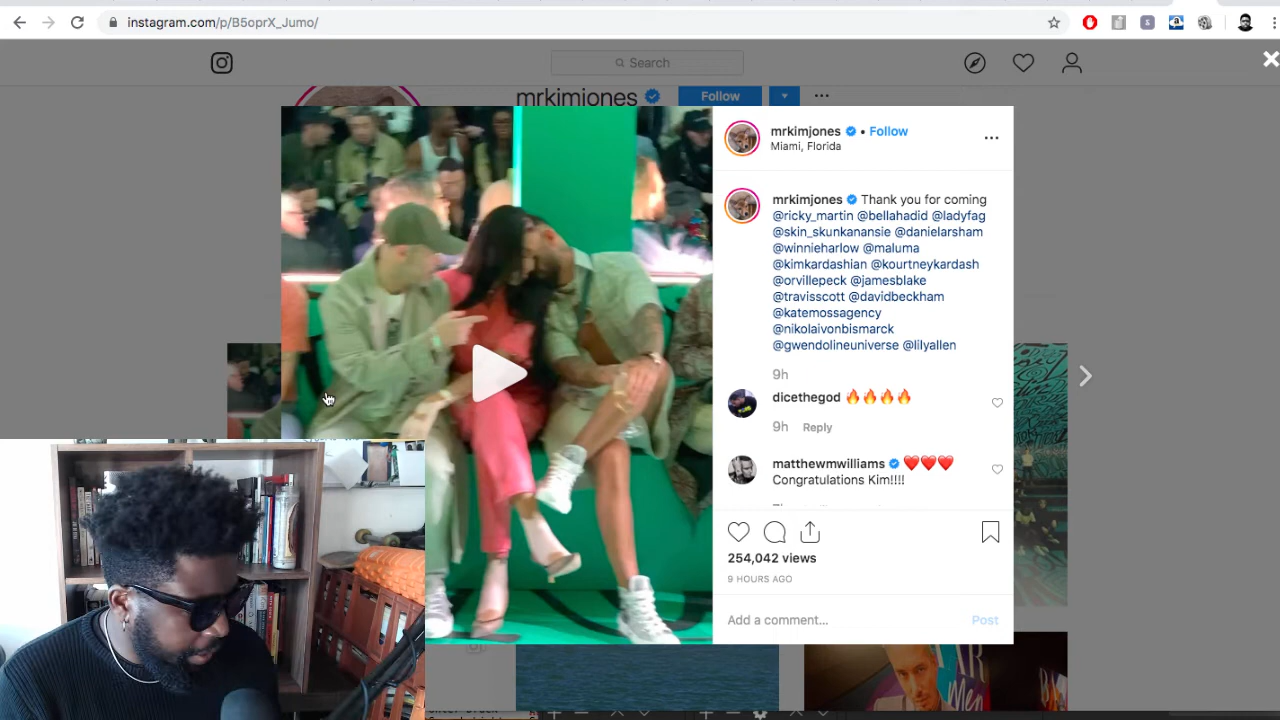 instagram.com/p/B5oprX_Jumo/
Search
mrkimjones
Follow
mrkimjones • Follow
Miami, Florida
mrkimjones Thank you for coming
@ricky_martin @bellahadid @ladyfag
@skin_skunkanansie @danielarsham
@winnieharlow @maluma
@kimkardashian @kourtneykardash
@orvillepeck @jamesblake
@travisscott @davidbeckham
@katemossagency
@nikolaivonbismarck
@gwendolineuniverse @lilyallen
9h
dicethegod 🔥🔥🔥🔥
9h Reply
matthewmwilliams ❤️❤️❤️
Congratulations Kim!!!!
254,042 views
9 HOURS AGO
Add a comment...
Post